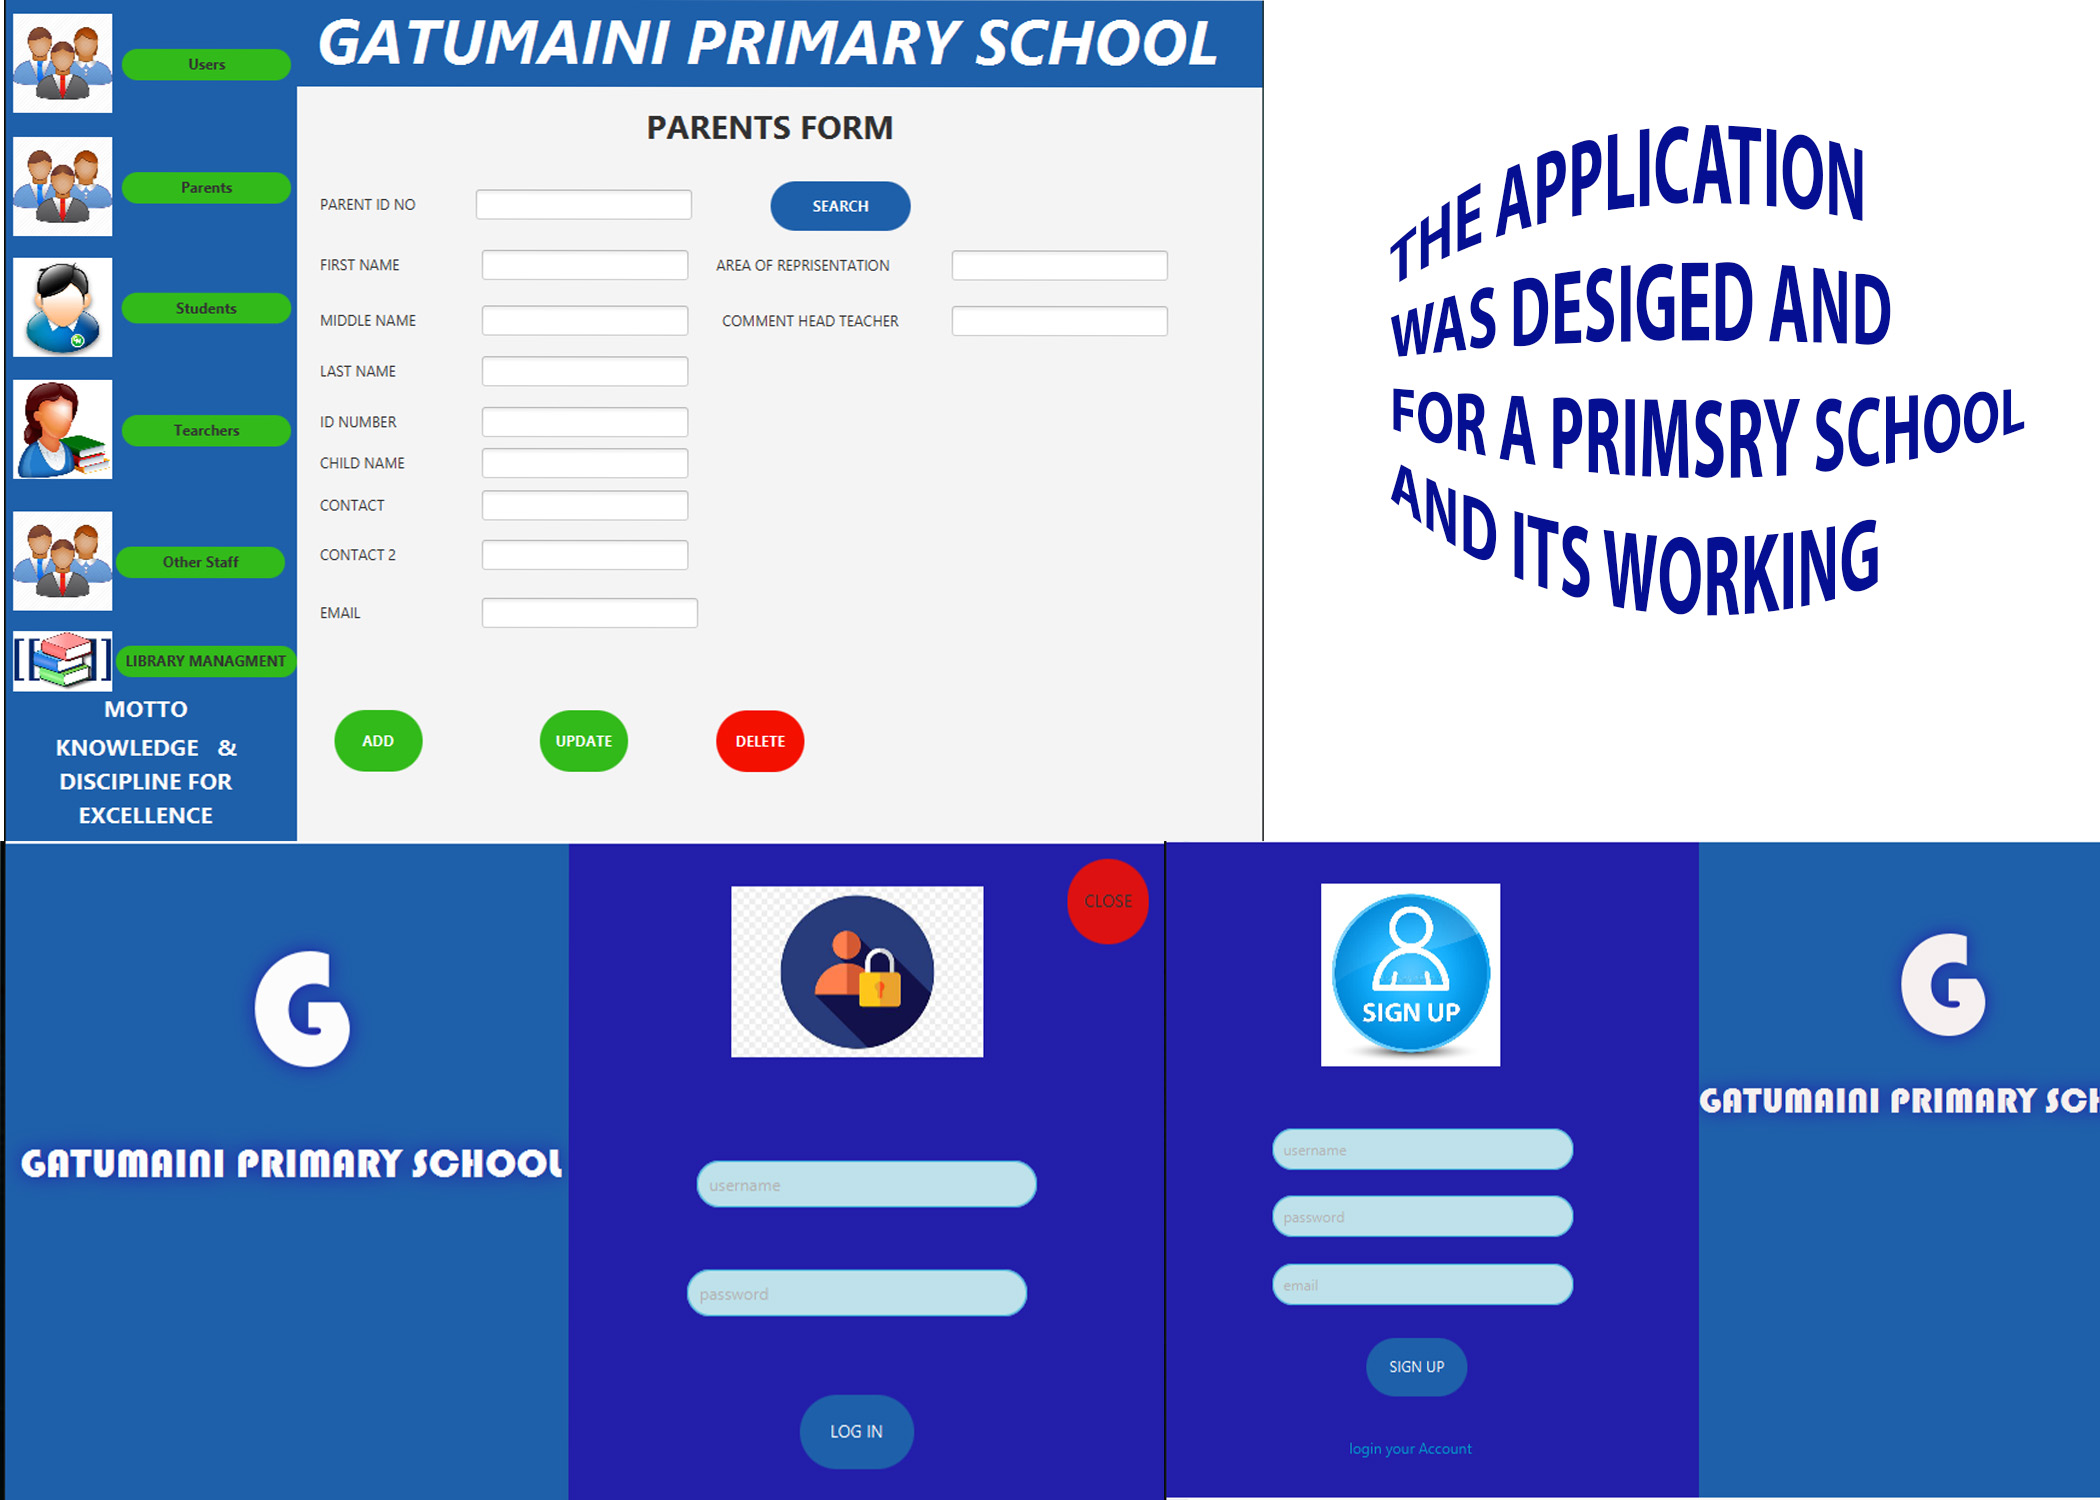 GATUMAINI PRIMARY SCHOOL
Users
Parents
Students
Tearchers
Other Staff
LIBRARY MANAGMENT
MOTTO
KNOWLEDGE &
DISCIPLINE FOR
EXCELLENCE
PARENTS FORM
PARENT ID NO
SEARCH
FIRST NAME
AREA OF REPRISENTATION
MIDDLE NAME
COMMENT HEAD TEACHER
LAST NAME
ID NUMBER
CHILD NAME
CONTACT
CONTACT 2
EMAIL
ADD
UPDATE
DELETE
THE APPLICATION
WAS DESIGED AND
FOR A PRIMSRY SCHOOL
AND ITS WORKING
G
GATUMAINI PRIMARY SCHOOL
CLOSE
username
password
LOG IN
SIGN UP
username
password
email
SIGN UP
login your Account
G
GATUMAINI PRIMARY SCH